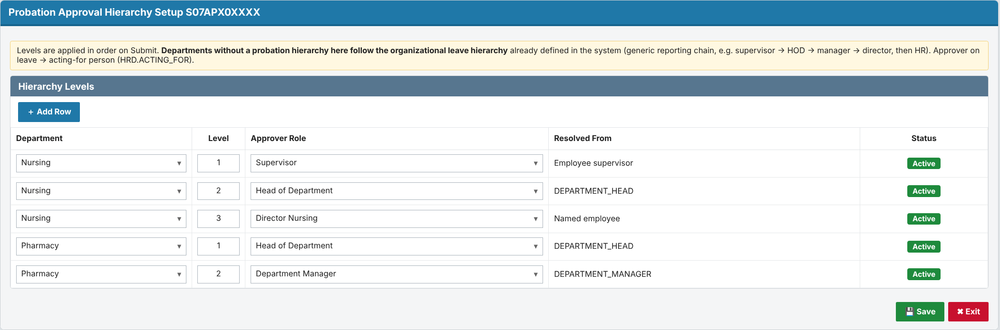 Probation Approval Hierarchy Setup S07APX0XXXX
Levels are applied in order on Submit. Departments without a probation hierarchy here follow the organizational leave hierarchy already defined in the system (generic reporting chain, e.g. supervisor → HOD → manager → director, then HR). Approver on
leave → acting-for person (HRD.ACTING_FOR).
Hierarchy Levels
+ Add Row
Department Level Approver Role Resolved From Status
Nursing 1 Supervisor Employee supervisor Active
Nursing 2 Head of Department DEPARTMENT_HEAD Active
Nursing 3 Director Nursing Named employee Active
Pharmacy 1 Head of Department DEPARTMENT_HEAD Active
Pharmacy 2 Department Manager DEPARTMENT_MANAGER Active
💾 Save ✖ Exit